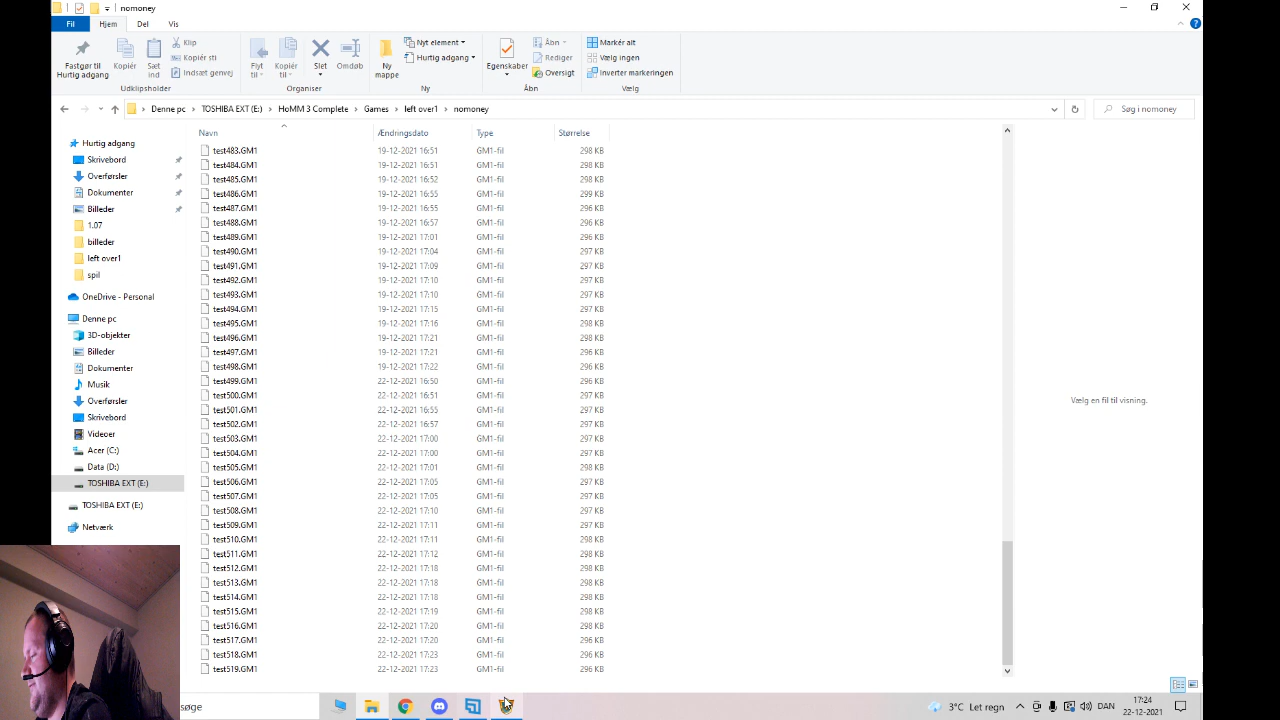 nomoney
Fil Hjem Del Vis
Fastgør til Hurtig adgang
Kopiér
Sæt ind
Klip
Kopiér sti
Indsæt genvej
Udklipsholder
Flyt til
Kopiér til
Slet
Omdøb
Organiser
Ny mappe
Nyt element
Hurtig adgang
Ny
Egenskaber
Åbn
Rediger
Oversigt
Åbn
Markér alt
Vælg ingen
Inverter markeringen
Vælg
Denne pc > TOSHIBA EXT (E:) > HoMM 3 Complete > Games > left over1 > nomoney
Søg i nomoney
Hurtig adgang
Skrivebord
Overførsler
Dokumenter
Billeder
1.07
billeder
left over1
spil
OneDrive - Personal
Denne pc
3D-objekter
Billeder
Dokumenter
Musik
Overførsler
Skrivebord
Videoer
Acer (C:)
Data (D:)
TOSHIBA EXT (E:)
TOSHIBA EXT (E:)
Netværk
Navn Ændringsdato Type Størrelse
test483.GM1 19-12-2021 16:51 GM1-fil 298 KB
test484.GM1 19-12-2021 16:51 GM1-fil 298 KB
test485.GM1 19-12-2021 16:52 GM1-fil 298 KB
test486.GM1 19-12-2021 16:55 GM1-fil 299 KB
test487.GM1 19-12-2021 16:55 GM1-fil 296 KB
test488.GM1 19-12-2021 16:57 GM1-fil 296 KB
test489.GM1 19-12-2021 17:01 GM1-fil 296 KB
test490.GM1 19-12-2021 17:04 GM1-fil 297 KB
test491.GM1 19-12-2021 17:09 GM1-fil 297 KB
test492.GM1 19-12-2021 17:10 GM1-fil 297 KB
test493.GM1 19-12-2021 17:10 GM1-fil 297 KB
test494.GM1 19-12-2021 17:15 GM1-fil 297 KB
test495.GM1 19-12-2021 17:16 GM1-fil 298 KB
test496.GM1 19-12-2021 17:21 GM1-fil 298 KB
test497.GM1 19-12-2021 17:21 GM1-fil 296 KB
test498.GM1 19-12-2021 17:22 GM1-fil 296 KB
test499.GM1 22-12-2021 16:50 GM1-fil 296 KB
test500.GM1 22-12-2021 16:51 GM1-fil 297 KB
test501.GM1 22-12-2021 16:55 GM1-fil 296 KB
test502.GM1 22-12-2021 16:57 GM1-fil 296 KB
test503.GM1 22-12-2021 17:00 GM1-fil 296 KB
test504.GM1 22-12-2021 17:00 GM1-fil 296 KB
test505.GM1 22-12-2021 17:01 GM1-fil 296 KB
test506.GM1 22-12-2021 17:05 GM1-fil 296 KB
test507.GM1 22-12-2021 17:05 GM1-fil 297 KB
test508.GM1 22-12-2021 17:10 GM1-fil 297 KB
test509.GM1 22-12-2021 17:11 GM1-fil 297 KB
test510.GM1 22-12-2021 17:11 GM1-fil 297 KB
test511.GM1 22-12-2021 17:12 GM1-fil 298 KB
test512.GM1 22-12-2021 17:18 GM1-fil 298 KB
test513.GM1 22-12-2021 17:18 GM1-fil 298 KB
test514.GM1 22-12-2021 17:18 GM1-fil 297 KB
test515.GM1 22-12-2021 17:19 GM1-fil 298 KB
test516.GM1 22-12-2021 17:20 GM1-fil 298 KB
test517.GM1 22-12-2021 17:20 GM1-fil 296 KB
test518.GM1 22-12-2021 17:23 GM1-fil 296 KB
test519.GM1 22-12-2021 17:23 GM1-fil 296 KB
Vælg en fil til visning.
søge
3°C Let regn
DAN
17:24
22-12-2021